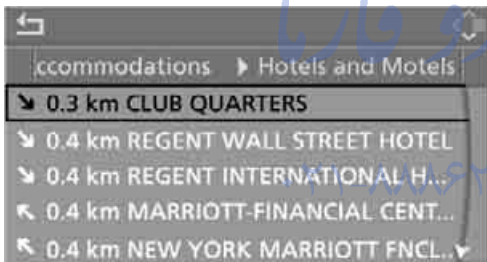 ccommodations ▶ Hotels and Motels
0.3 km CLUB QUARTERS
0.4 km REGENT WALL STREET HOTEL
0.4 km REGENT INTERNATIONAL H...
0.4 km MARRIOTT-FINANCIAL CENT...
0.4 km NEW YORK MARRIOTT FNCL..